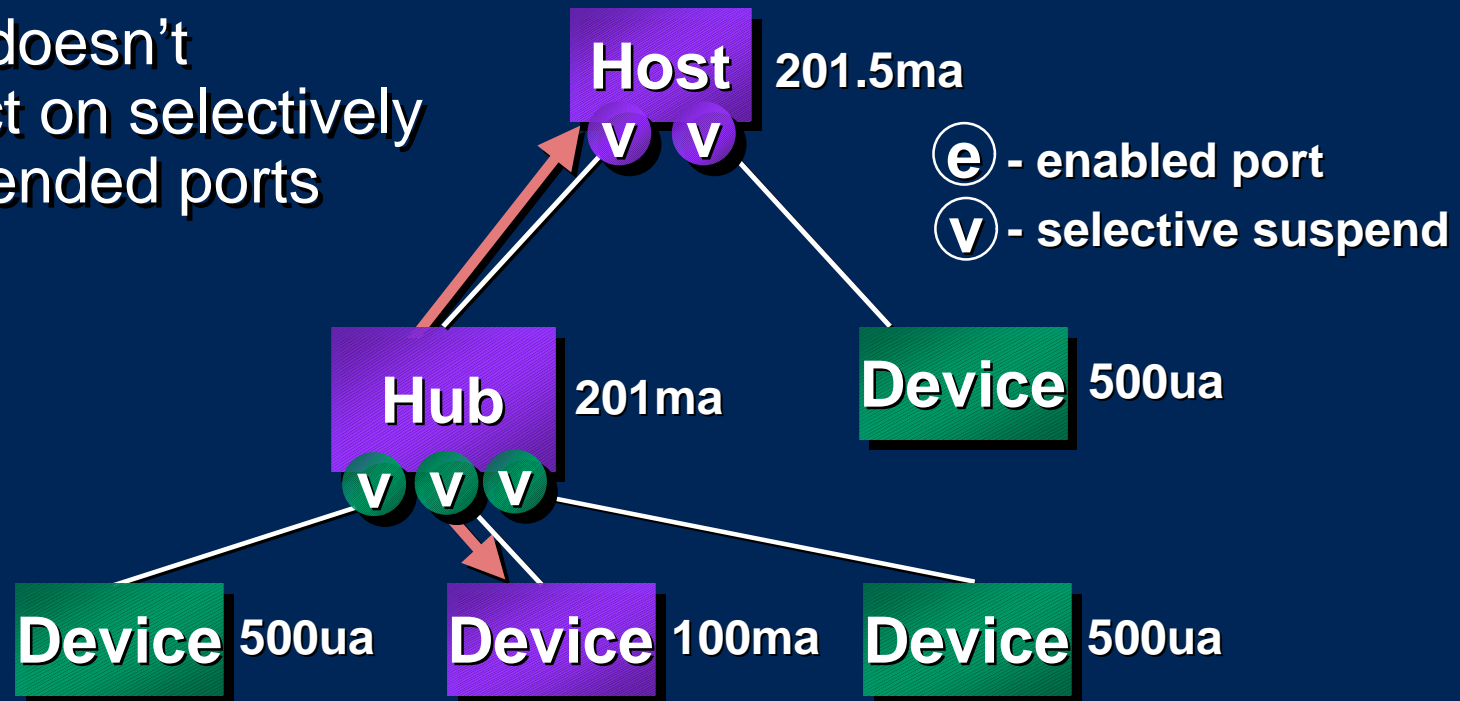 doesn't
on selectively
ports
Host 201.5ma
v v
e - enabled port
v - selective suspend
Hub 201ma
Device 500ua
v v v
Device 500ua
Device 100ma
Device 500ua